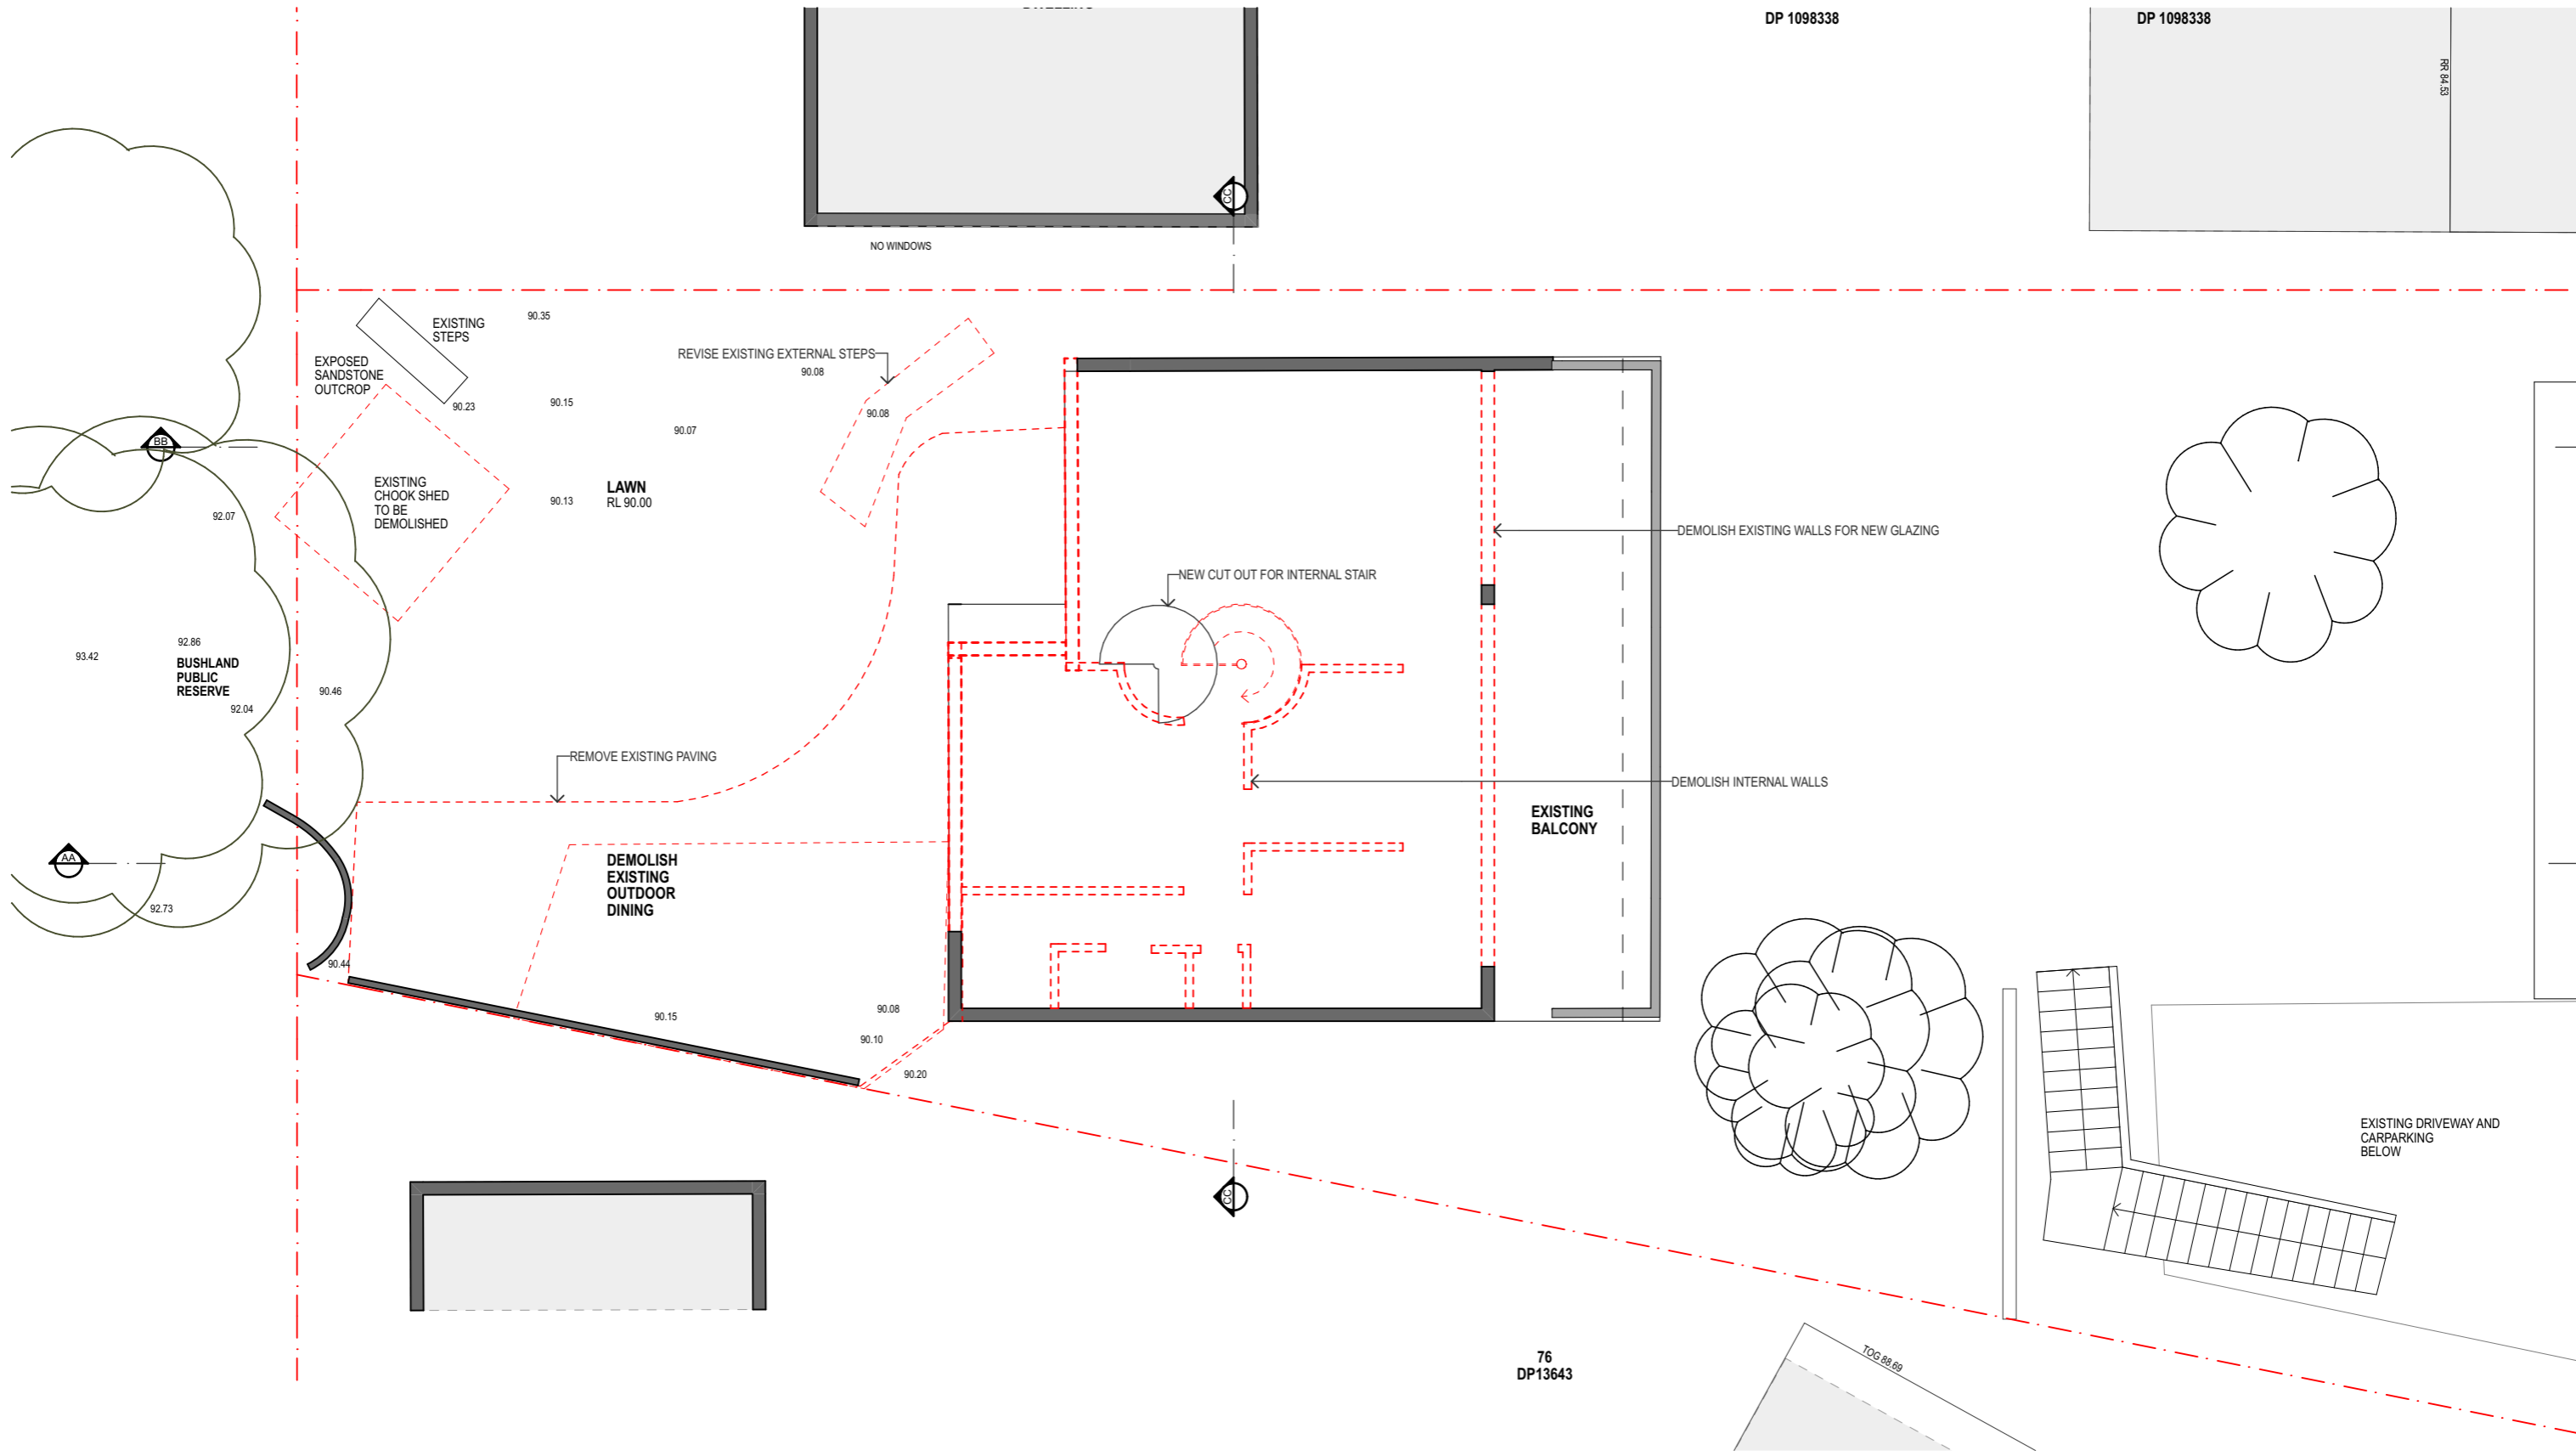 DP 1098338
DP 1098338
RR 84.53
CC
NO WINDOWS
EXISTING
STEPS
90.35
EXPOSED
SANDSTONE
OUTCROP
REVISE EXISTING EXTERNAL STEPS
90.08
90.23
90.15
90.08
90.07
BB
EXISTING
CHOOK SHED
TO BE
DEMOLISHED
LAWN
RL 90.00
90.13
92.07
DEMOLISH EXISTING WALLS FOR NEW GLAZING
NEW CUT OUT FOR INTERNAL STAIR
92.86
93.42
BUSHLAND
PUBLIC
RESERVE
90.46
92.04
REMOVE EXISTING PAVING
DEMOLISH INTERNAL WALLS
EXISTING
BALCONY
AA
DEMOLISH
EXISTING
OUTDOOR
DINING
92.73
90.44
90.15
90.08
90.10
90.20
EXISTING DRIVEWAY AND
CARPARKING
BELOW
CC
76
DP13643
TOG 88.69